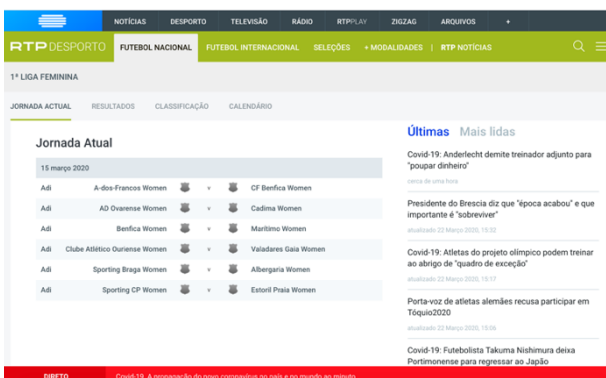 NOTÍCIAS DESPORTO TELEVISÃO RÁDIO RTPPLAY ZIGZAG ARQUIVOS +
RTP DESPORTO FUTEBOL NACIONAL FUTEBOL INTERNACIONAL SELEÇÕES + MODALIDADES | RTP NOTÍCIAS
1ª LIGA FEMININA
JORNADA ACTUAL RESULTADOS CLASSIFICAÇÃO CALENDÁRIO
Jornada Atual
15 março 2020
Adi A-dos-Francos Women v CF Benfica Women
Adi AD Ovarense Women v Cadima Women
Adi Benfica Women v Marítimo Women
Adi Clube Atlético Ouriense Women v Valadares Gaia Women
Adi Sporting Braga Women v Albergaria Women
Adi Sporting CP Women v Estoril Praia Women
Últimas Mais lidas
Covid-19: Anderlecht demite treinador adjunto para
"poupar dinheiro"
cerca de uma hora
Presidente do Brescia diz que "época acabou" e que
importante é "sobreviver"
atualizado 22 Março 2020, 15:32
Covid-19: Atletas do projeto olímpico podem treinar
ao abrigo de "quadro de exceção"
atualizado 22 Março 2020, 15:17
Porta-voz de atletas alemães recusa participar em
Tóquio2020
atualizado 22 Março 2020, 15:06
Covid-19: Futebolista Takuma Nishimura deixa
Portimonense para regressar ao Japão
DIRETO Covid-19. A propagação do novo coronavírus no país e no mundo ao minuto